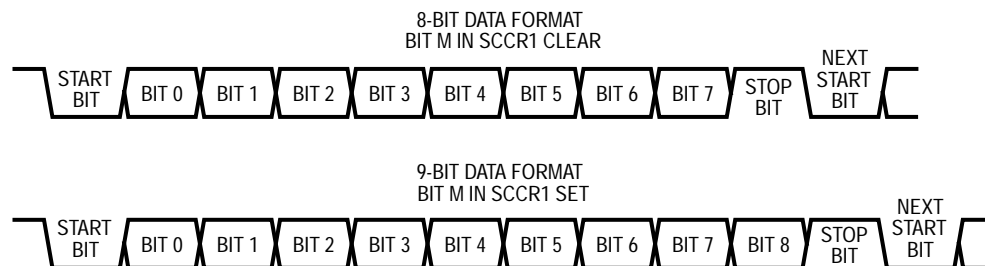 8-BIT DATA FORMAT
BIT M IN SCCR1 CLEAR
START BIT
BIT 0
BIT 1
BIT 2
BIT 3
BIT 4
BIT 5
BIT 6
BIT 7
STOP BIT
NEXT START BIT
9-BIT DATA FORMAT
BIT M IN SCCR1 SET
START BIT
BIT 0
BIT 1
BIT 2
BIT 3
BIT 4
BIT 5
BIT 6
BIT 7
BIT 8
STOP BIT
NEXT START BIT